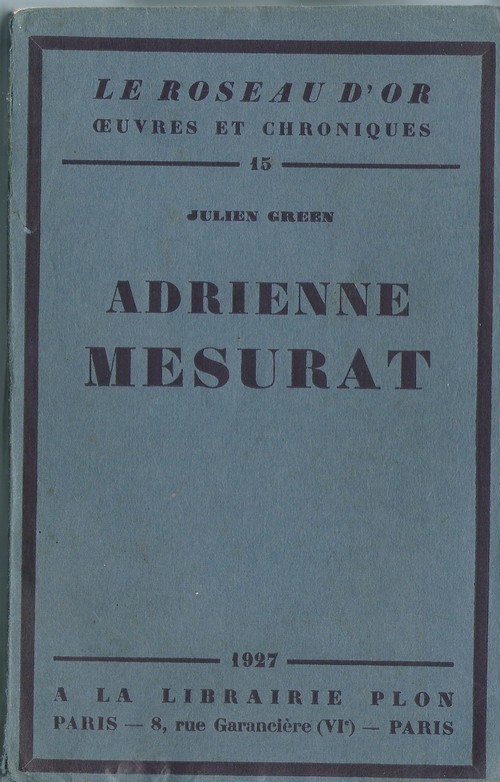 LE ROSEAU D'OR
ŒUVRES ET CHRONIQUES
15
JULIEN GREEN
ADRIENNE
MESURAT
1927
A LA LIBRAIRIE PLON
PARIS — 8, rue Garancière (VIᵉ) — PARIS